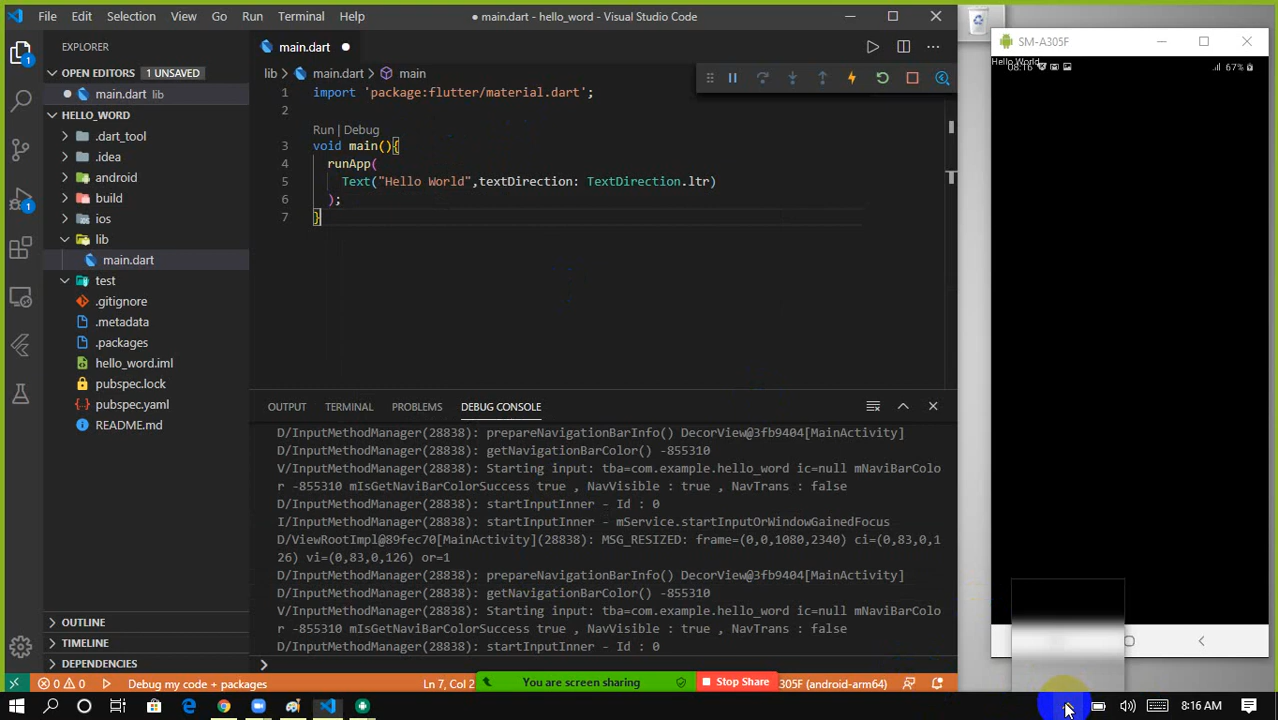 File Edit Selection View Go Run Terminal Help
main.dart - hello_word - Visual Studio Code
EXPLORER
OPEN EDITORS 1 UNSAVED
main.dart lib
HELLO_WORD
.dart_tool
.idea
android
build
ios
lib
main.dart
test
.gitignore
.metadata
.packages
hello_word.iml
pubspec.lock
pubspec.yaml
README.md
OUTLINE
TIMELINE
DEPENDENCIES
1
1
main.dart
lib > main.dart > main
1 import 'package:flutter/material.dart';
2
Run | Debug
3 void main(){
4 runApp(
5 Text("Hello World",textDirection: TextDirection.ltr)
6 );
7 }
OUTPUT TERMINAL PROBLEMS DEBUG CONSOLE
D/InputMethodManager(28838): prepareNavigationBarInfo() DecorView@3fb9404[MainActivity]
D/InputMethodManager(28838): getNavigationBarColor() -855310
V/InputMethodManager(28838): Starting input: tba=com.example.hello_word ic=null mNaviBarColo
r -855310 mIsGetNaviBarColorSuccess true , NavVisible : true , NavTrans : false
D/InputMethodManager(28838): startInputInner - Id : 0
I/InputMethodManager(28838): startInputInner - mService.startInputOrWindowGainedFocus
D/ViewRootImpl@89fec70[MainActivity](28838): MSG_RESIZED: frame=(0,0,1080,2340) ci=(0,83,0,1
26) vi=(0,83,0,126) or=1
D/InputMethodManager(28838): prepareNavigationBarInfo() DecorView@3fb9404[MainActivity]
D/InputMethodManager(28838): getNavigationBarColor() -855310
V/InputMethodManager(28838): Starting input: tba=com.example.hello_word ic=null mNaviBarColo
r -855310 mIsGetNaviBarColorSuccess true , NavVisible : true , NavTrans : false
D/InputMethodManager(28838): startInputInner - Id : 0
0 0 Debug my code + packages Ln 7, Col 2 You are screen sharing Stop Share 305F (android-arm64)
SM-A305F
Hello World
08:16 67%
8:16 AM